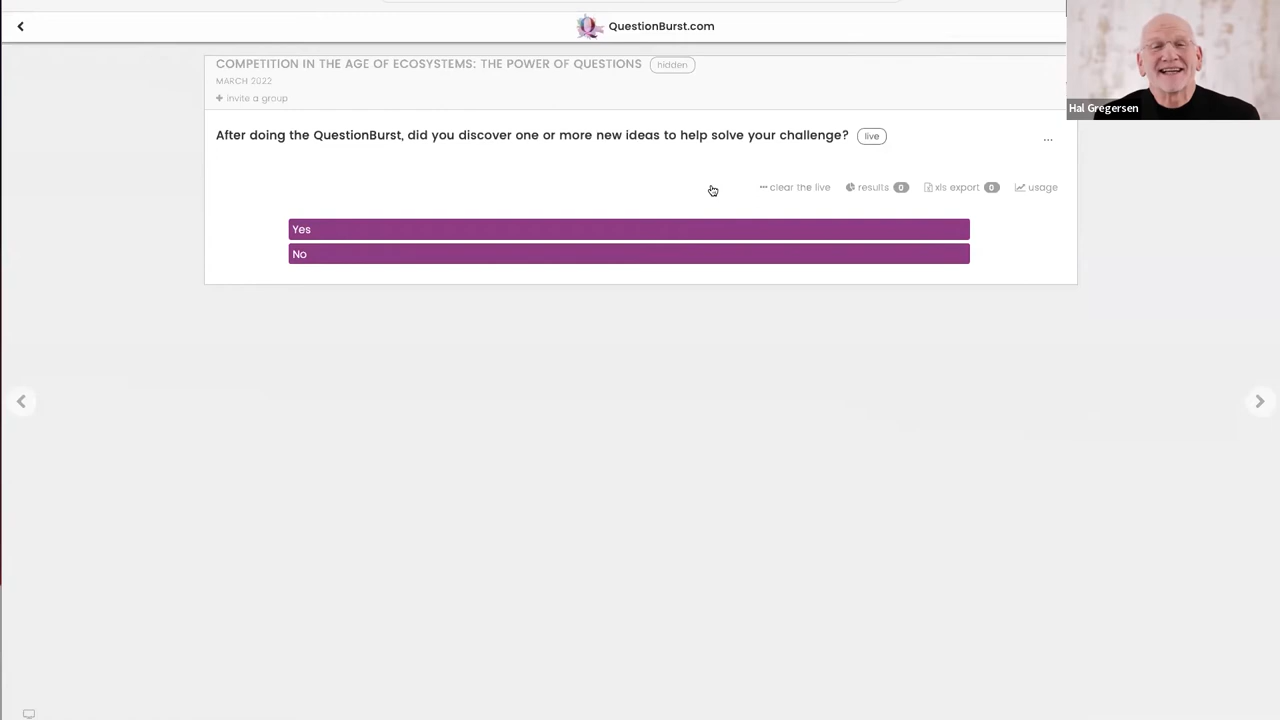 QuestionBurst.com
COMPETITION IN THE AGE OF ECOSYSTEMS: THE POWER OF QUESTIONS hidden
MARCH 2022
+ invite a group
Hal Gregersen
After doing the QuestionBurst, did you discover one or more new ideas to help solve your challenge? live
...
clear the live results 0 xls export 0 usage
Yes
No